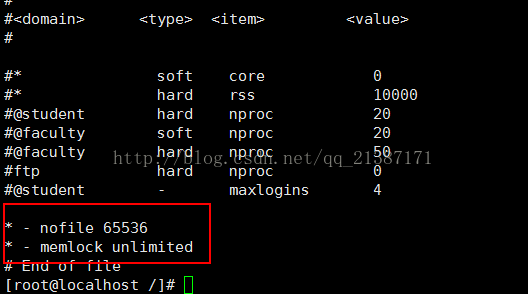 #
#<domain>      <type>  <item>         <value>
#
#*               soft    core            0
#*               hard    rss             10000
#@student        hard    nproc           20
#@faculty        soft    nproc           20
#@faculty        hard    nproc           50
http://blog.csdn.net/qq_21587171
#ftp             hard    nproc           0
#@student        -       maxlogins       4
* - nofile 65536
* - memlock unlimited
# End of file
[root@localhost /]#